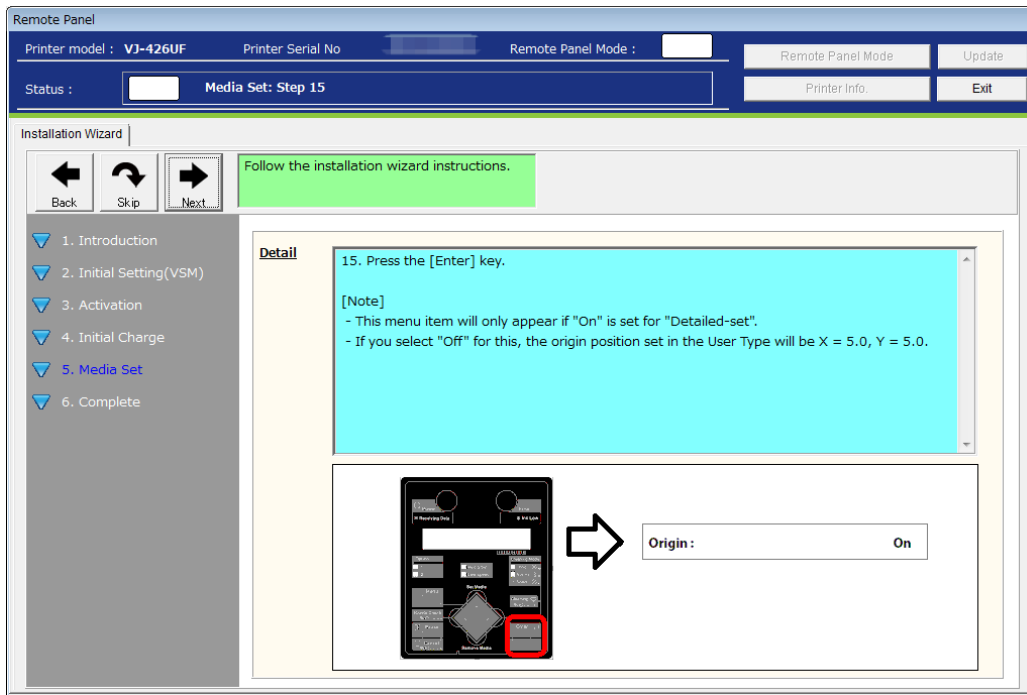 Remote Panel
Printer model : VJ-426UF Printer Serial No Remote Panel Mode :
Remote Panel Mode Update
Status : Media Set: Step 15
Printer Info. Exit
Installation Wizard
Back Skip Next
Follow the installation wizard instructions.
1. Introduction
2. Initial Setting(VSM)
3. Activation
4. Initial Charge
5. Media Set
6. Complete
Detail
15. Press the [Enter] key.
[Note]
- This menu item will only appear if "On" is set for "Detailed-set".
- If you select "Off" for this, the origin position set in the User Type will be X = 5.0, Y = 5.0.
Origin : On